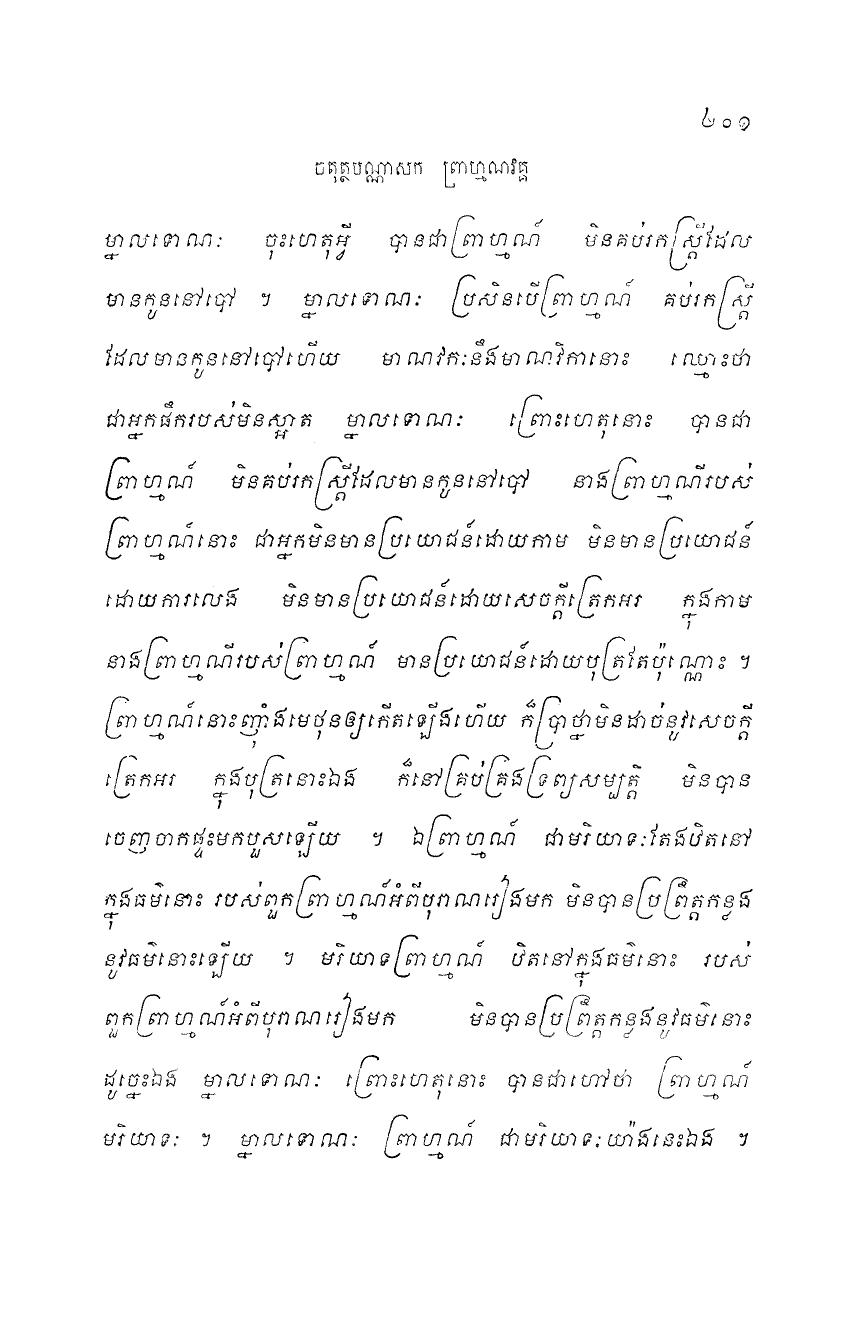 ៤០១
ចតុត្ថបណ្ណាសក ព្រាហ្មណវគ្គ
ម្នាលទោណៈ ចុះហេតុអ្វី បានជាព្រាហ្មណ៍ មិនគប់រកស្ត្រីដែល
មានកូននៅបៅ ។ ម្នាលទោណៈ ប្រសិនបើព្រាហ្មណ៍ គប់រកស្ត្រី
ដែលមានកូននៅបៅហើយ មាណវកៈនឹងមាណវិកានោះ ឈ្មោះថា
ជាអ្នកផឹករបស់មិនស្អាត ម្នាលទោណៈ ព្រោះហេតុនោះ បានជា
ព្រាហ្មណ៍ មិនគប់រកស្ត្រីដែលមានកូននៅបៅ នាងព្រាហ្មណីរបស់
ព្រាហ្មណ៍នោះ ជាអ្នកមិនមានប្រយោជន៍ដោយកាម មិនមានប្រយោជន៍
ដោយការលេង មិនមានប្រយោជន៍ដោយសេចក្តីត្រេកអរ ក្នុងកាម
នាងព្រាហ្មណីរបស់ព្រាហ្មណ៍ មានប្រយោជន៍ដោយបុត្រតែប៉ុណ្ណោះ ។
ព្រាហ្មណ៍នោះញុំាងមេថុនឲ្យកើតឡើងហើយ ក៏ប្រាថ្នាមិនដាច់នូវសេចក្តី
ត្រេកអរ ក្នុងបុត្រនោះឯង ក៏នៅគ្រប់គ្រងទ្រព្យសម្បត្តិ មិនបាន
ចេញចាកផ្ទះមកបួសឡើយ ។ ឯព្រាហ្មណ៍ ជាមរិយាទៈតែងឋិតនៅ
ក្នុងធម៌នោះ របស់ពួកព្រាហ្មណ៍អំពីបុរាណរៀងមក មិនបានប្រព្រឹត្តកន្លង
នូវធម៌នោះឡើយ ។ មរិយាទព្រាហ្មណ៍ ឋិតនៅក្នុងធម៌នោះ របស់
ពួកព្រាហ្មណ៍អំពីបុរាណរៀងមក មិនបានប្រព្រឹត្តកន្លងនូវធម៌នោះ
ដូច្នេះឯង ម្នាលទោណៈ ព្រោះហេតុនោះ បានជាហៅថា ព្រាហ្មណ៍
មរិយាទៈ ។ ម្នាលទោណៈ ព្រាហ្មណ៍ ជាមរិយាទៈយ៉ាងនេះឯង ។